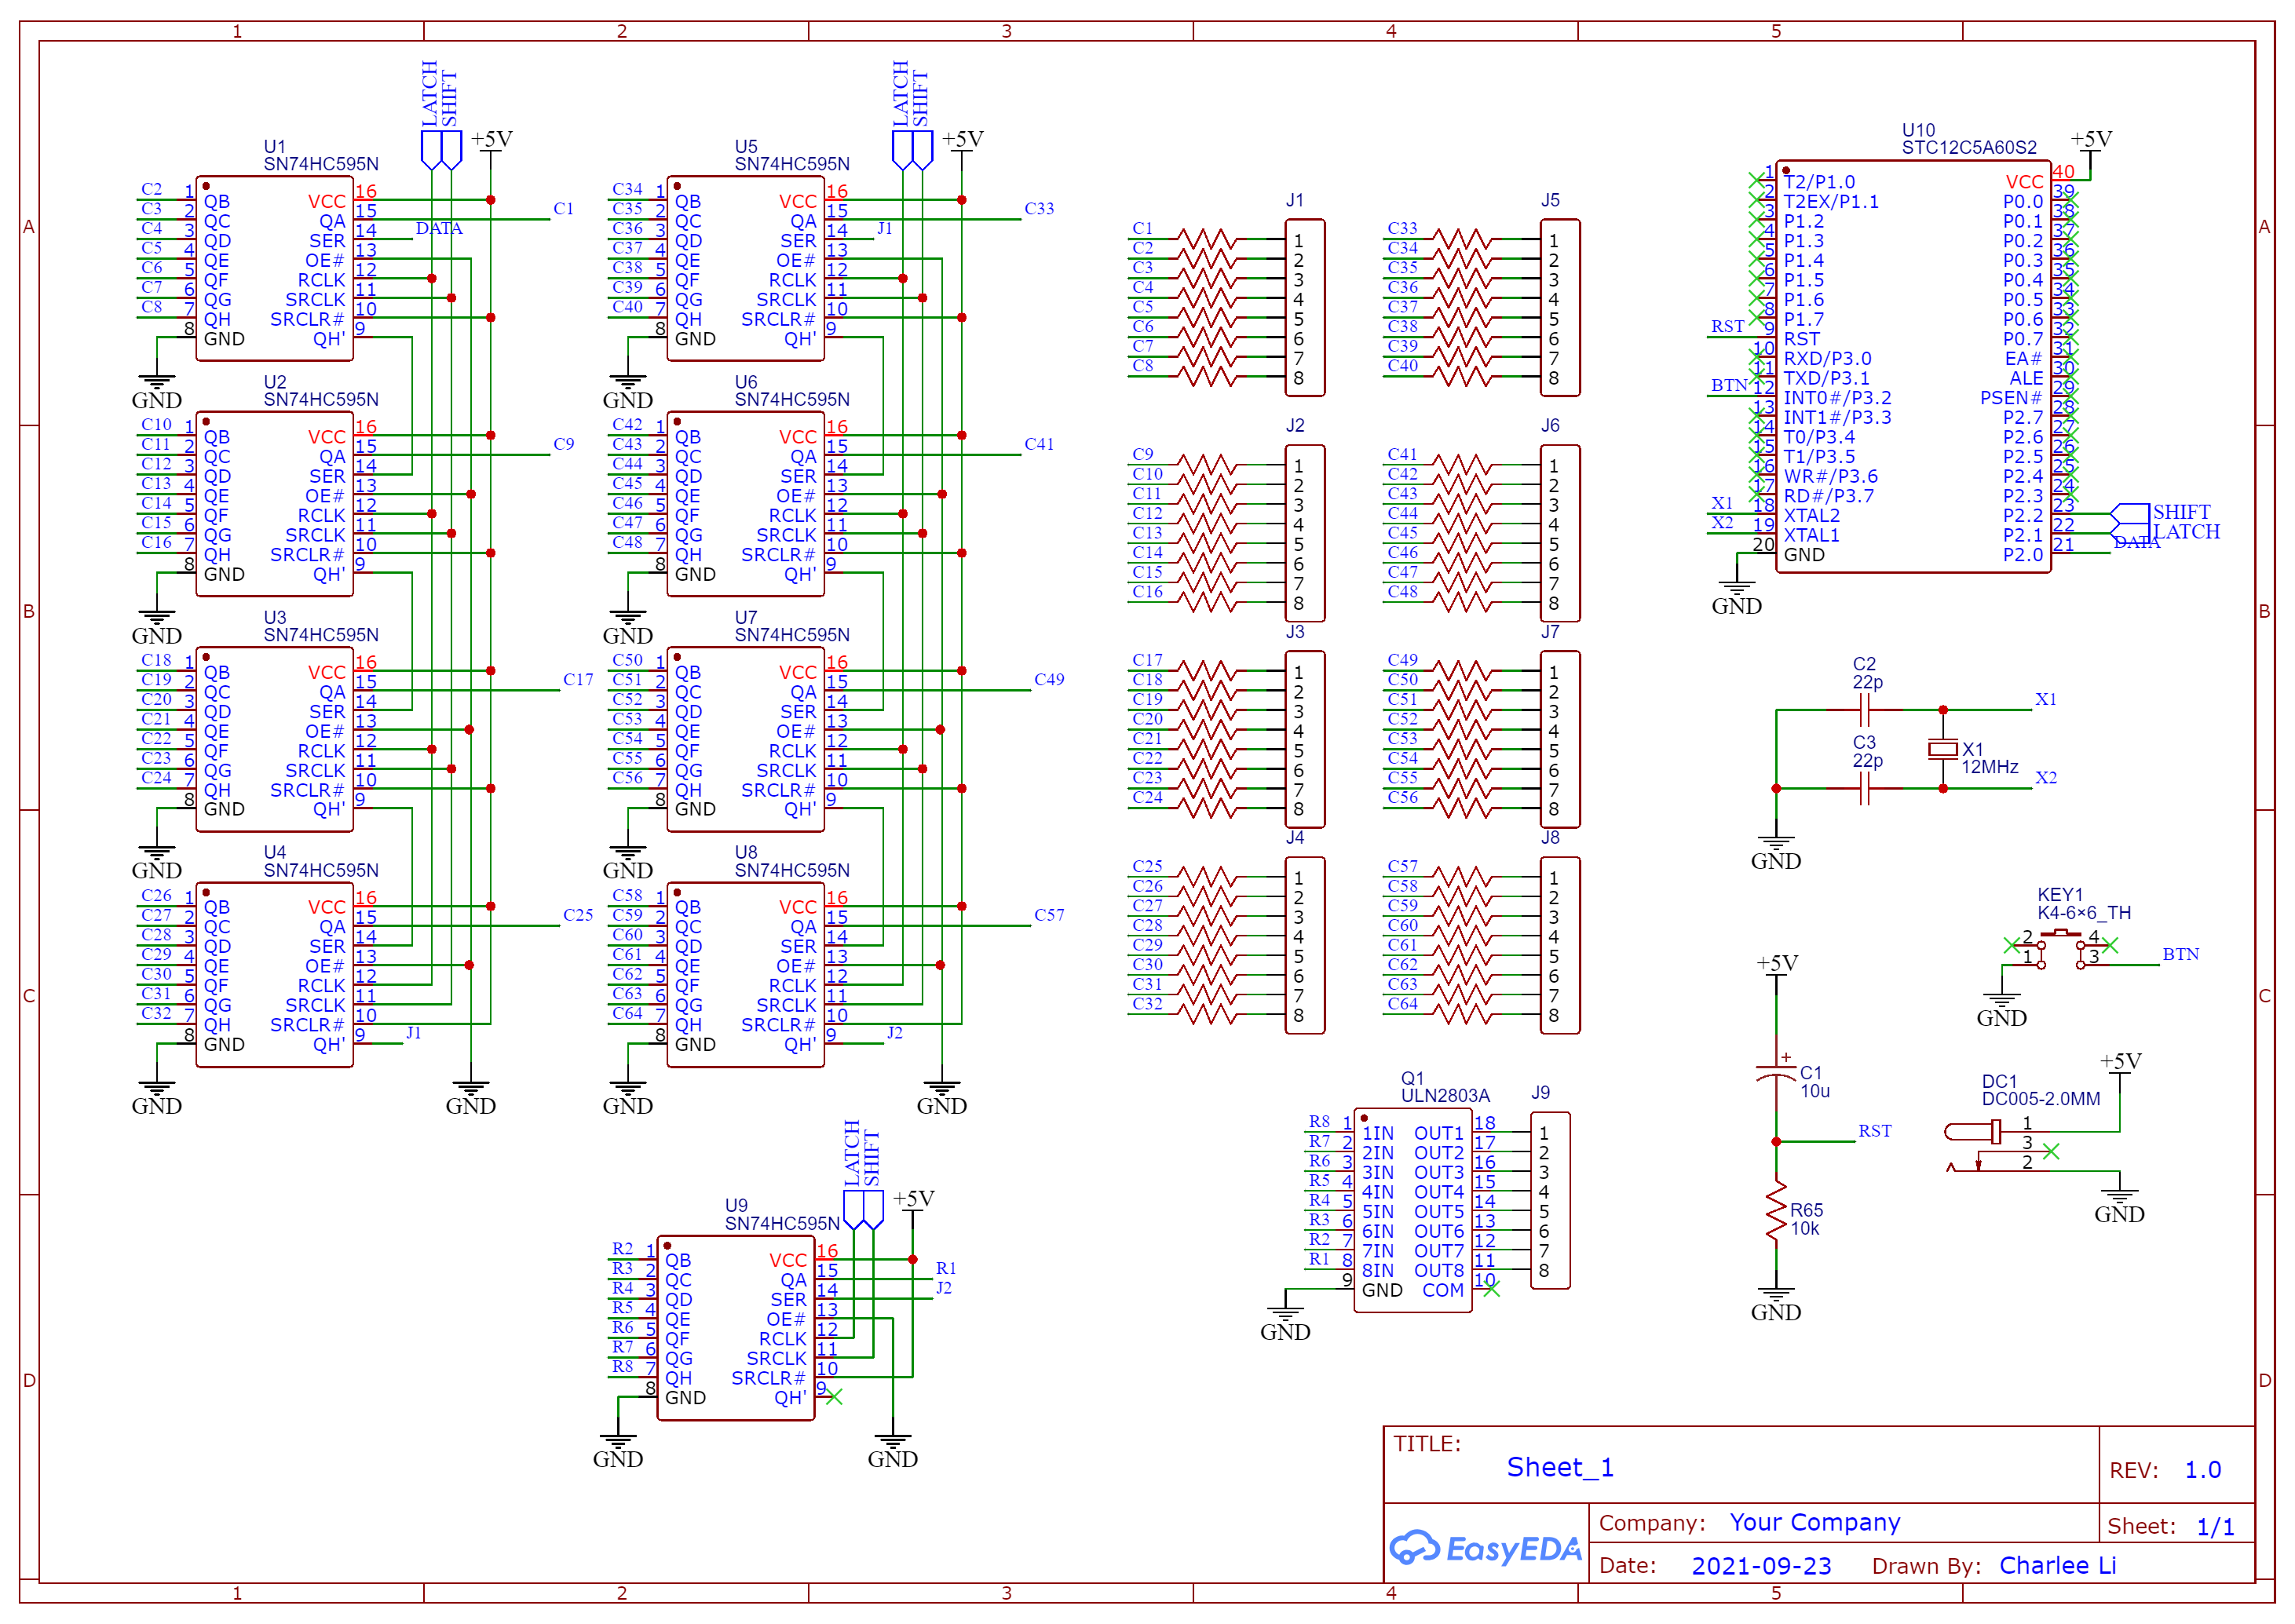 1 2 3 4 5
A
B
C
D
LATCH
SHIFT
+5V
U1
SN74HC595N
C2 1 QB VCC 16
C3 2 QC QA 15 C1
C4 3 QD SER 14 DATA
C5 4 QE OE# 13
C6 5 QF RCLK 12
C7 6 QG SRCLK 11
C8 7 QH SRCLR# 10
8 GND QH' 9
GND
U2
SN74HC595N
C10 1 QB VCC 16
C11 2 QC QA 15 C9
C12 3 QD SER 14
C13 4 QE OE# 13
C14 5 QF RCLK 12
C15 6 QG SRCLK 11
C16 7 QH SRCLR# 10
8 GND QH' 9
GND
U3
SN74HC595N
C18 1 QB VCC 16
C19 2 QC QA 15 C17
C20 3 QD SER 14
C21 4 QE OE# 13
C22 5 QF RCLK 12
C23 6 QG SRCLK 11
C24 7 QH SRCLR# 10
8 GND QH' 9
GND
U4
SN74HC595N
C26 1 QB VCC 16
C27 2 QC QA 15 C25
C28 3 QD SER 14
C29 4 QE OE# 13
C30 5 QF RCLK 12
C31 6 QG SRCLK 11
C32 7 QH SRCLR# 10
8 GND QH' 9 J1
GND GND
LATCH
SHIFT
+5V
U5
SN74HC595N
C34 1 QB VCC 16
C35 2 QC QA 15 C33
C36 3 QD SER 14 J1
C37 4 QE OE# 13
C38 5 QF RCLK 12
C39 6 QG SRCLK 11
C40 7 QH SRCLR# 10
8 GND QH' 9
GND
U6
SN74HC595N
C42 1 QB VCC 16
C43 2 QC QA 15 C41
C44 3 QD SER 14
C45 4 QE OE# 13
C46 5 QF RCLK 12
C47 6 QG SRCLK 11
C48 7 QH SRCLR# 10
8 GND QH' 9
GND
U7
SN74HC595N
C50 1 QB VCC 16
C51 2 QC QA 15 C49
C52 3 QD SER 14
C53 4 QE OE# 13
C54 5 QF RCLK 12
C55 6 QG SRCLK 11
C56 7 QH SRCLR# 10
8 GND QH' 9
GND
U8
SN74HC595N
C58 1 QB VCC 16
C59 2 QC QA 15 C57
C60 3 QD SER 14
C61 4 QE OE# 13
C62 5 QF RCLK 12
C63 6 QG SRCLK 11
C64 7 QH SRCLR# 10
8 GND QH' 9 J2
GND GND
LATCH
SHIFT
+5V
U9
SN74HC595N
R2 1 QB VCC 16
R3 2 QC QA 15 R1
R4 3 QD SER 14 J2
R5 4 QE OE# 13
R6 5 QF RCLK 12
R7 6 QG SRCLK 11
R8 7 QH SRCLR# 10
8 GND QH' 9
GND GND
J1
C1 1
C2 2
C3 3
C4 4
C5 5
C6 6
C7 7
C8 8
J2
C9 1
C10 2
C11 3
C12 4
C13 5
C14 6
C15 7
C16 8
J3
C17 1
C18 2
C19 3
C20 4
C21 5
C22 6
C23 7
C24 8
J4
C25 1
C26 2
C27 3
C28 4
C29 5
C30 6
C31 7
C32 8
J5
C33 1
C34 2
C35 3
C36 4
C37 5
C38 6
C39 7
C40 8
J6
C41 1
C42 2
C43 3
C44 4
C45 5
C46 6
C47 7
C48 8
J7
C49 1
C50 2
C51 3
C52 4
C53 5
C54 6
C55 7
C56 8
J8
C57 1
C58 2
C59 3
C60 4
C61 5
C62 6
C63 7
C64 8
Q1
ULN2803A J9
R8 1 1IN OUT1 18 1
R7 2 2IN OUT2 17 2
R6 3 3IN OUT3 16 3
R5 4 4IN OUT4 15 4
R4 5 5IN OUT5 14 5
R3 6 6IN OUT6 13 6
R2 7 7IN OUT7 12 7
R1 8 8IN OUT8 11 8
9 GND COM 10
GND
U10
STC12C5A60S2 +5V
1 T2/P1.0 VCC 40
2 T2EX/P1.1 P0.0 39
3 P1.2 P0.1 38
4 P1.3 P0.2 37
5 P1.4 P0.3 36
6 P1.5 P0.4 35
7 P1.6 P0.5 34
8 P1.7 P0.6 33
RST 9 RST P0.7 32
10 RXD/P3.0 EA# 31
11 TXD/P3.1 ALE 30
BTN 12 INT0#/P3.2 PSEN# 29
13 INT1#/P3.3 P2.7 28
14 T0/P3.4 P2.6 27
15 T1/P3.5 P2.5 26
16 WR#/P3.6 P2.4 25
17 RD#/P3.7 P2.3 24
X1 18 XTAL2 P2.2 23 SHIFT
X2 19 XTAL1 P2.1 22 LATCH
20 GND P2.0 21 DATA
GND
C2
22p
X1
C3
22p
X1
12MHz
X2
GND
KEY1
K4-6×6_TH
2 4
1 3 BTN
GND
+5V
+
C1
10u
RST
R65
10k
GND
+5V
DC1
DC005-2.0MM
1
3
2
GND
TITLE:
Sheet_1
REV: 1.0
EasyEDA
Company: Your Company
Sheet: 1/1
Date: 2021-09-23 Drawn By: Charlee Li
A
B
C
D
1 2 3 4 5